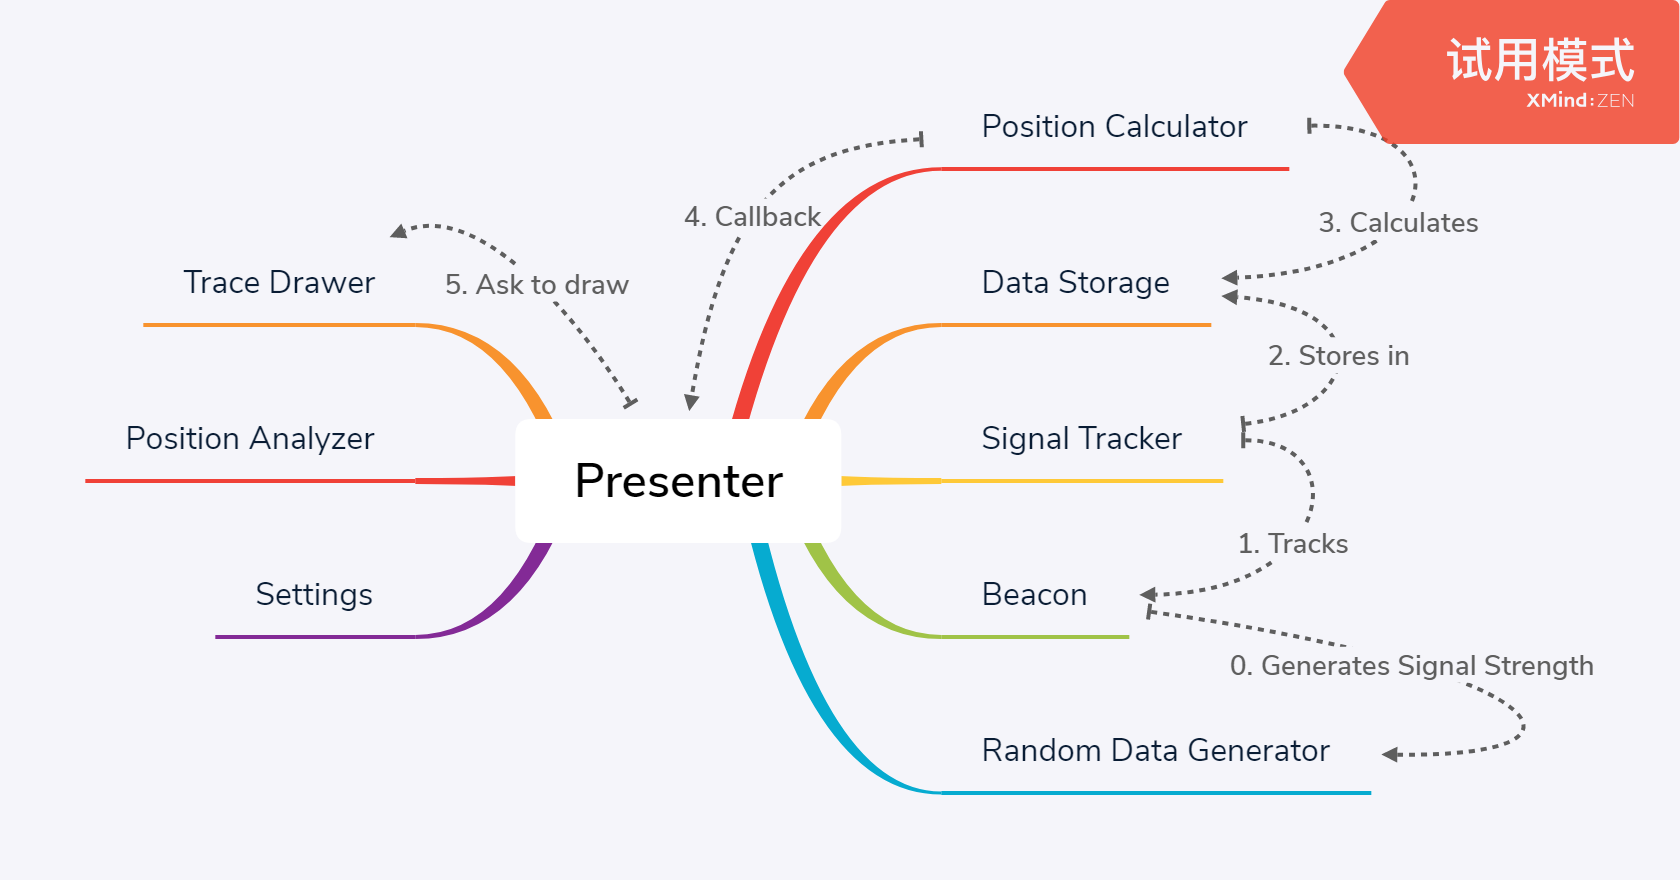 试用模式
XMind:ZEN
Position Calculator
4. Callback
3. Calculates
Trace Drawer
5. Ask to draw
Data Storage
2. Stores in
Position Analyzer
Presenter
Signal Tracker
1. Tracks
Settings
Beacon
0. Generates Signal Strength
Random Data Generator